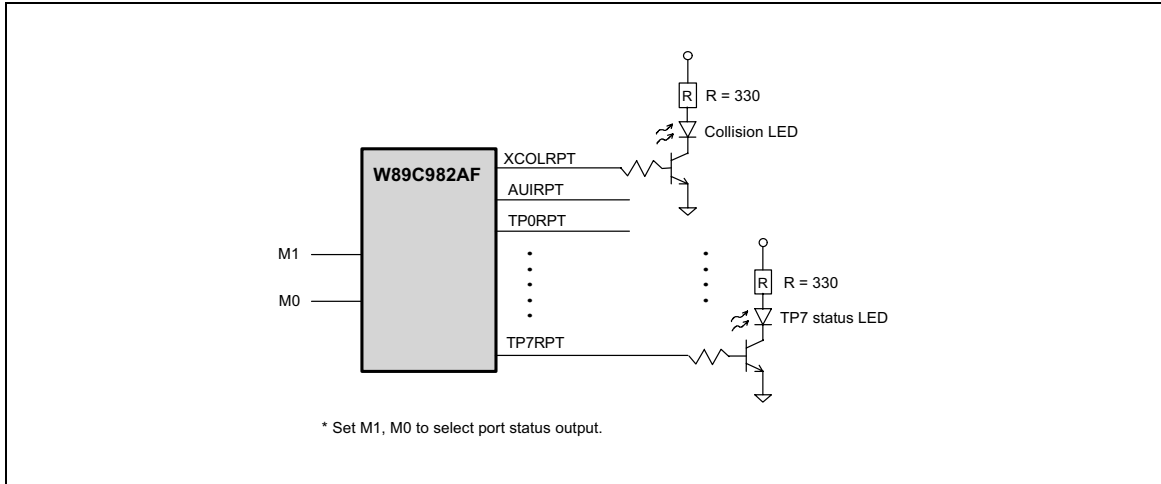 R R = 330
Collision LED
XCOLRPT
W89C982AF
AUIRPT
TP0RPT
M1
R R = 330
M0
TP7 status LED
TP7RPT
* Set M1, M0 to select port status output.